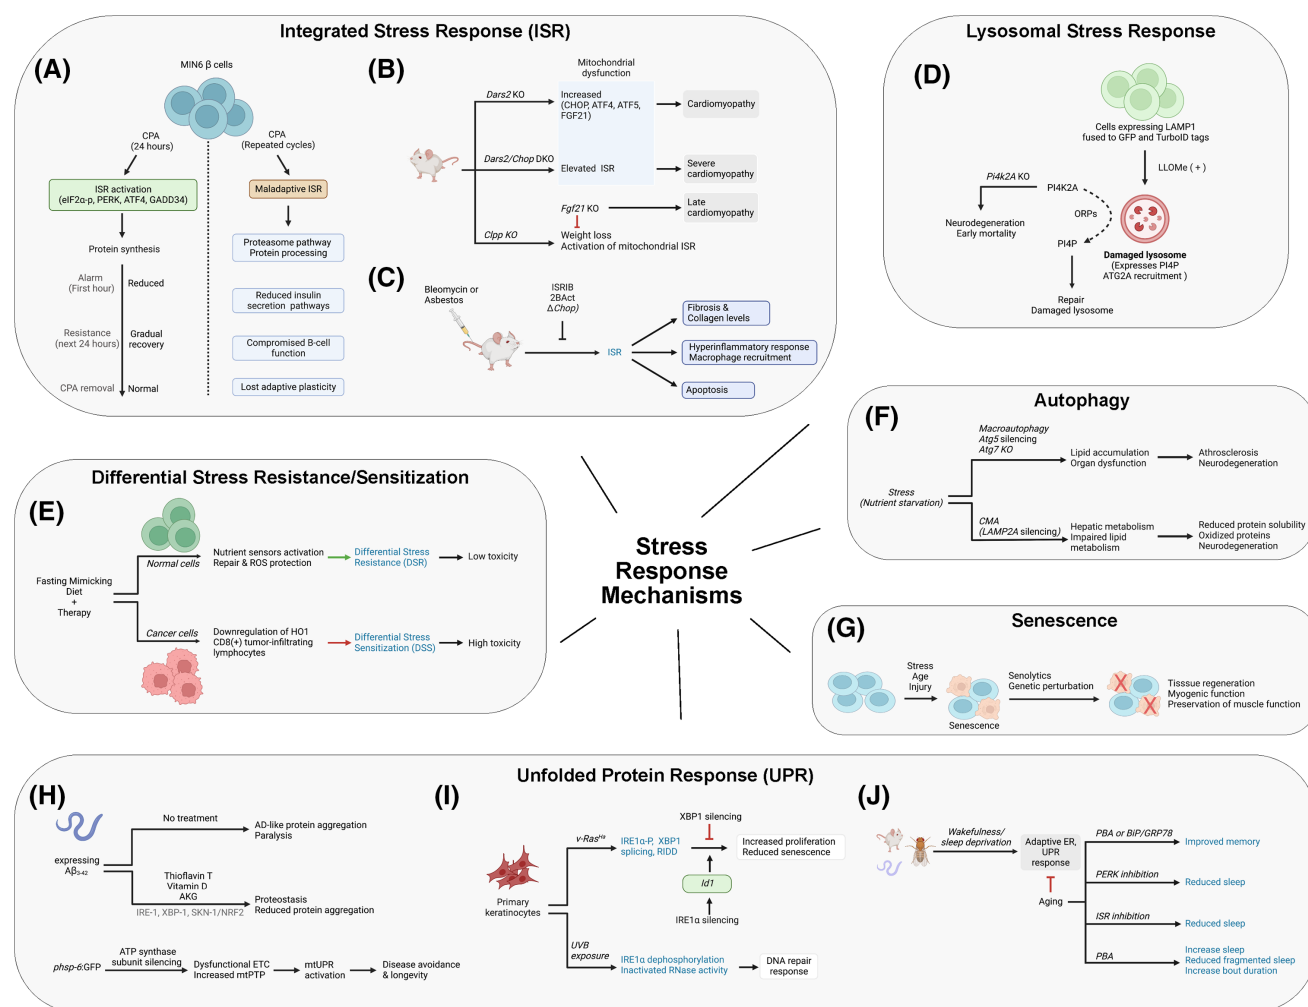 Integrated Stress Response (ISR)
(A)
MIN6 β cells
CPA
(24 hours)
CPA
(Repeated cycles)
ISR activation
(eIF2α-p, PERK, ATF4, GADD34)
Maladaptive ISR
Protein synthesis
Proteasome pathway
Protein processing
Alarm
(First hour)
Reduced
Reduced insulin
secretion pathways
Resistance
(next 24 hours)
Gradual
recovery
Compromised B-cell
function
CPA removal
Normal
Lost adaptive plasticity
(B)
Mitochondrial
dysfunction
Dars2 KO
Increased
(CHOP, ATF4, ATF5,
FGF21)
Cardiomyopathy
Dars2/Chop DKO
Elevated ISR
Severe
cardiomyopathy
Fgf21 KO
Late
cardiomyopathy
Clpp KO
Weight loss
Activation of mitochondrial ISR
(C)
Bleomycin or
Asbestos
ISRIB
2BAct
ΔChop)
ISR
Fibrosis &
Collagen levels
Hyperinflammatory response
Macrophage recruitment
Apoptosis
Lysosomal Stress Response
(D)
Cells expressing LAMP1
fused to GFP and TurboID tags
LLOMe ( + )
Pi4k2A KO
PI4K2A
ORPs
Neurodegeneration
Early mortality
PI4P
Damaged lysosome
(Expresses PI4P
ATG2A recruitment )
Repair
Damaged lysosome
Differential Stress Resistance/Sensitization
(E)
Fasting Mimicking
Diet
+
Therapy
Normal cells
Nutrient sensors activation
Repair & ROS protection
Differential Stress
Resistance (DSR)
Low toxicity
Cancer cells
Downregulation of HO1
CD8(+) tumor-infiltrating
lymphocytes
Differential Stress
Sensitization (DSS)
High toxicity
Stress
Response
Mechanisms
Autophagy
(F)
Stress
(Nutrient starvation)
Macroautophagy
Atg5 silencing
Atg7 KO
Lipid accumulation
Organ dysfunction
Athrosclerosis
Neurodegeneration
CMA
(LAMP2A silencing)
Hepatic metabolism
Impaired lipid
metabolism
Reduced protein solubility
Oxidized proteins
Neurodegeneration
Senescence
(G)
Stress
Age
Injury
Senescence
Senolytics
Genetic perturbation
Tisssue regeneration
Myogenic function
Preservation of muscle function
Unfolded Protein Response (UPR)
(H)
expressing
Aβ3-42
No treatment
AD-like protein aggregation
Paralysis
Thioflavin T
Vitamin D
AKG
IRE-1, XBP-1, SKN-1/NRF2
Proteostasis
Reduced protein aggregation
phsp-6:GFP
ATP synthase
subunit silencing
Dysfunctional ETC
Increased mtPTP
mtUPR
activation
Disease avoidance
& longevity
(I)
Primary
keratinocytes
v-RasHa
IRE1α-P, XBP1
splicing, RIDD
XBP1 silencing
Increased proliferation
Reduced senescence
Id1
IRE1α silencing
UVB
exposure
IRE1α dephosphorylation
Inactivated RNase activity
DNA repair
response
(J)
Wakefulness/
sleep deprivation
Adaptive ER,
UPR
response
Aging
PBA or BIP/GRP78
Improved memory
PERK inhibition
Reduced sleep
ISR inhibition
Reduced sleep
PBA
Increase sleep
Reduced fragmented sleep
Increase bout duration